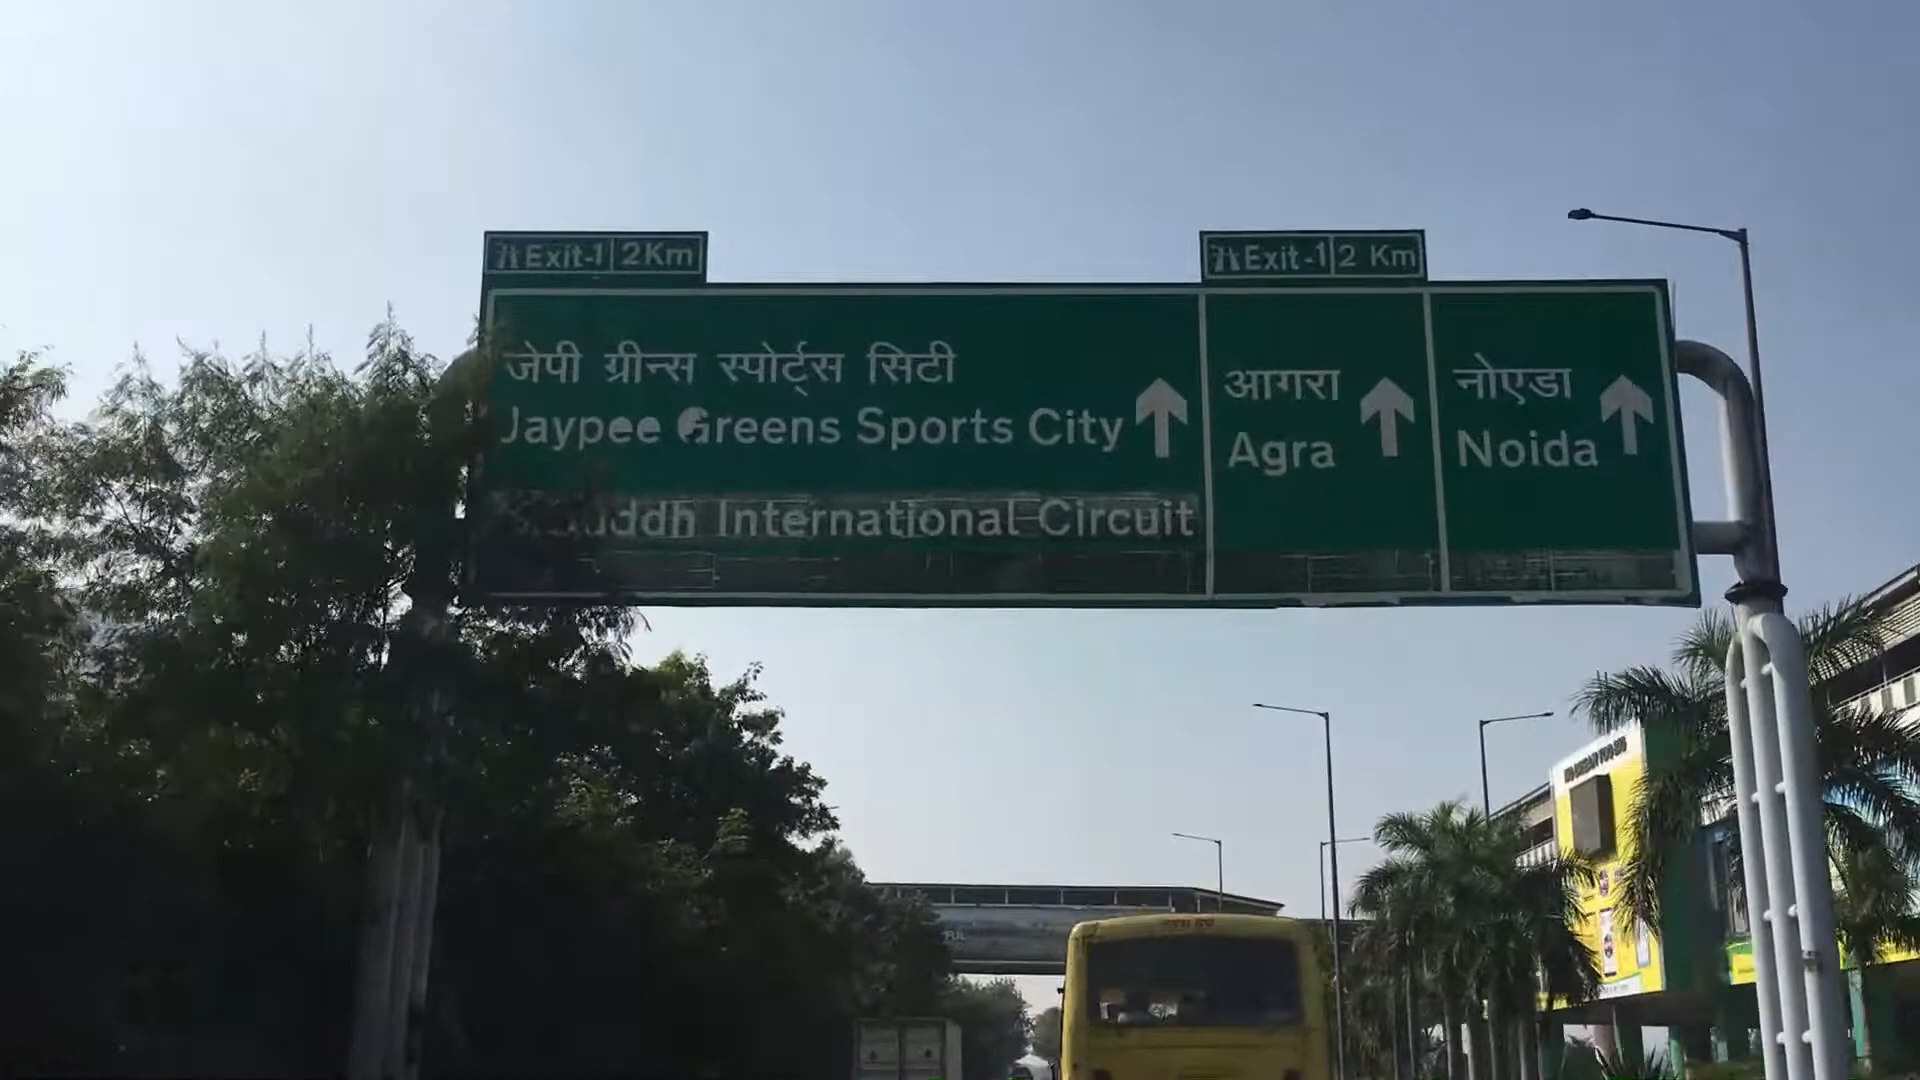 Exit-1 2Km
Exit-1 2 Km
जेपी ग्रीन्स स्पोर्ट्स सिटी
Jaypee Greens Sports City
International Circuit
आगरा
Agra
नोएडा
Noida